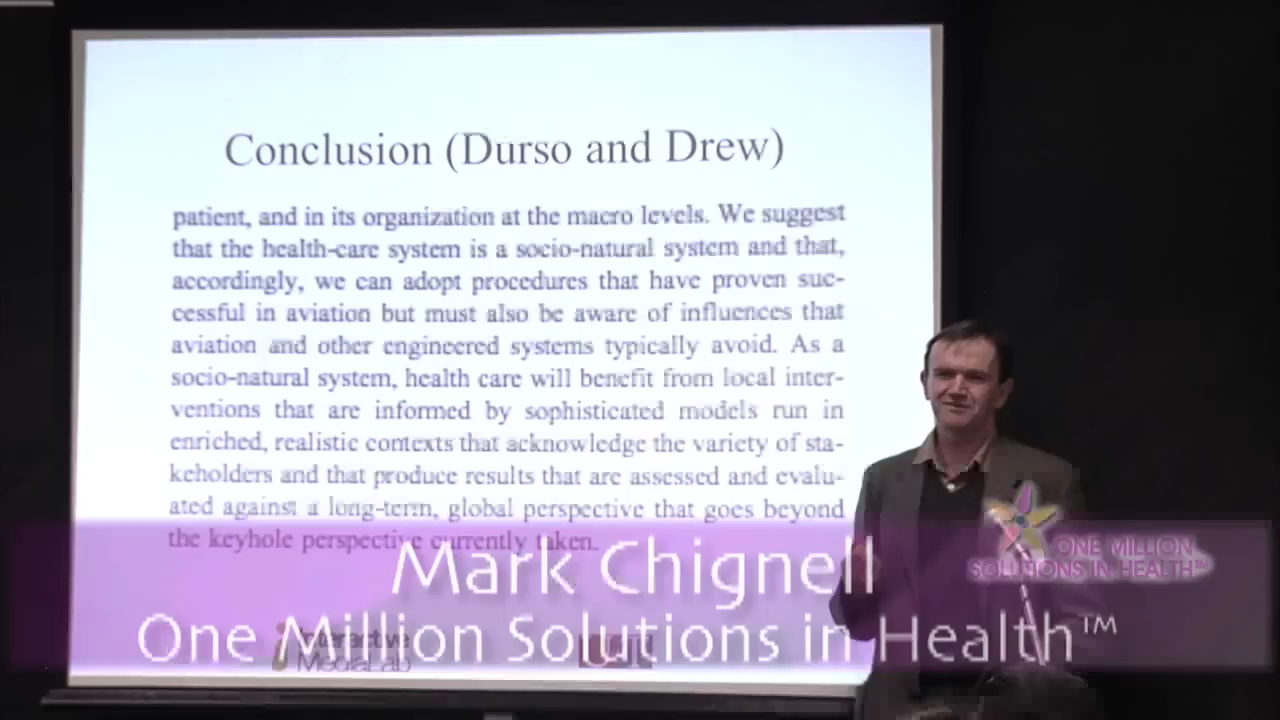 Conclusion (Durso and Drew)
patient, and in its organization at the macro levels. We suggest
that the health-care system is a socio-natural system and that,
accordingly, we can adopt procedures that have proven suc-
cessful in aviation but must also be aware of influences that
aviation and other engineered systems typically avoid. As a
socio-natural system, health care will benefit from local inter-
ventions that are informed by sophisticated models run in
enriched, realistic contexts that acknowledge the variety of sta-
keholders and that produce results that are assessed and evalu-
ated against a long-term, global perspective that goes beyond
the keyhole perspective currently taken.
Mark Chignell
One Million Solutions in Health™
ONE MILLION
SOLUTIONS IN HEALTH™
Interactive
MediaLab